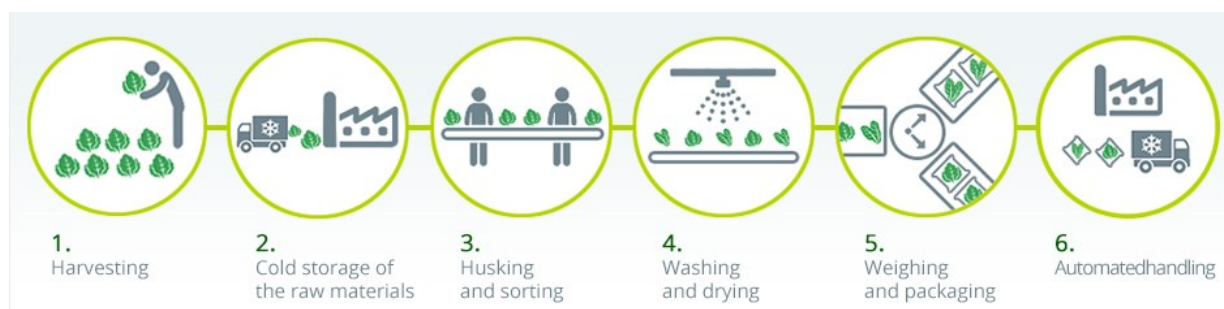 1.
Harvesting
2.
Cold storage of
the raw materials
3.
Husking
and sorting
4.
Washing
and drying
5.
Weighing
and packaging
6.
Automatedhandling